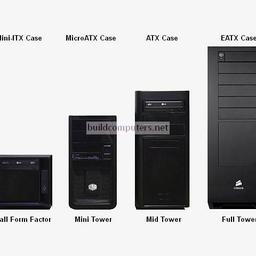 ini-ITX Case
MicroATX Case
ATX Case
EATX Case
buildcomputers.net
all Form Factor
Mini Tower
Mid Tower
Full Tower